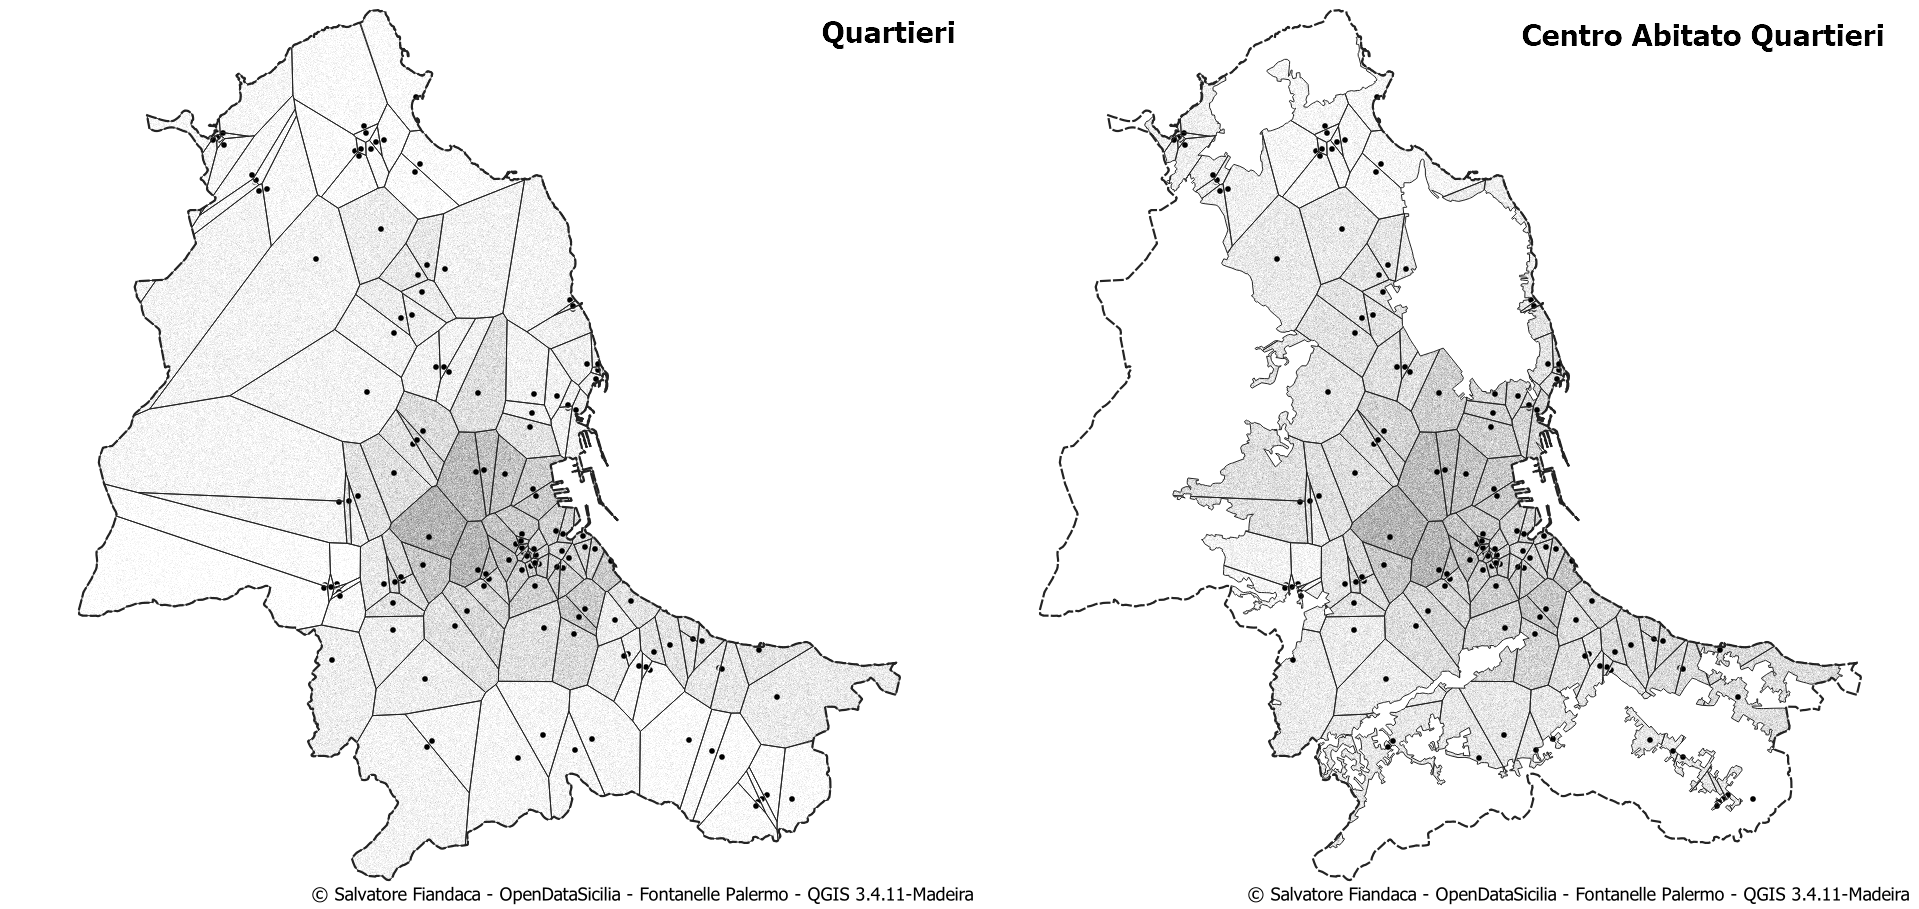 Quartieri
Centro Abitato Quartieri
© Salvatore Fiandaca - OpenDataSicilia - Fontanelle Palermo - QGIS 3.4.11-Madeira
© Salvatore Fiandaca - OpenDataSicilia - Fontanelle Palermo - QGIS 3.4.11-Madeira